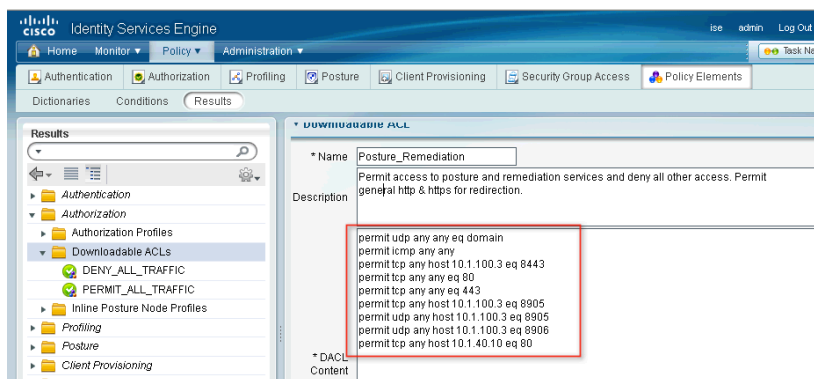 cisco Identity Services Engine
ise admin Log Out
Home Monitor Policy Administration
Task Na
Authentication Authorization Profiling Posture Client Provisioning Security Group Access Policy Elements
Dictionaries Conditions Results
Results
Authentication
Authorization
Authorization Profiles
Downloadable ACLs
DENY_ALL_TRAFFIC
PERMIT_ALL_TRAFFIC
Inline Posture Node Profiles
Profiling
Posture
Client Provisioning
Downloadable ACL
* Name Posture_Remediation
Description
Permit access to posture and remediation services and deny all other access. Permit
general http & https for redirection.
* DACL
Content
permit udp any any eq domain
permit icmp any any
permit tcp any host 10.1.100.3 eq 8443
permit tcp any any eq 80
permit tcp any any eq 443
permit tcp any host 10.1.100.3 eq 8905
permit udp any host 10.1.100.3 eq 8905
permit udp any host 10.1.100.3 eq 8906
permit tcp any host 10.1.40.10 eq 80